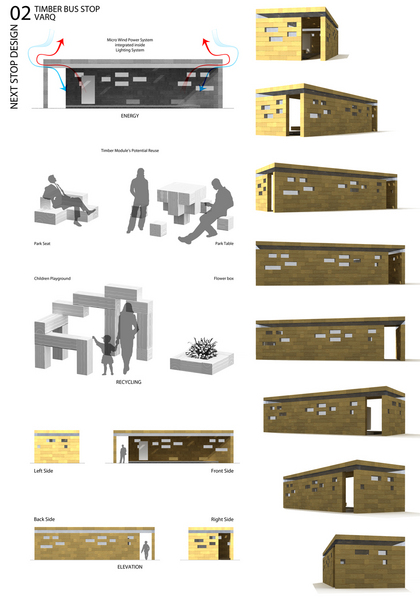 NEXT STOP DESIGN
02 TIMBER BUS STOP
VARQ
Micro Wind Power System
integrated inside
Lighting System
ENERGY
Timber Module's Potential Reuse
Park Seat
Park Table
Children Playground
Flower box
RECYCLING
Left Side
Front Side
Back Side
Right Side
ELEVATION